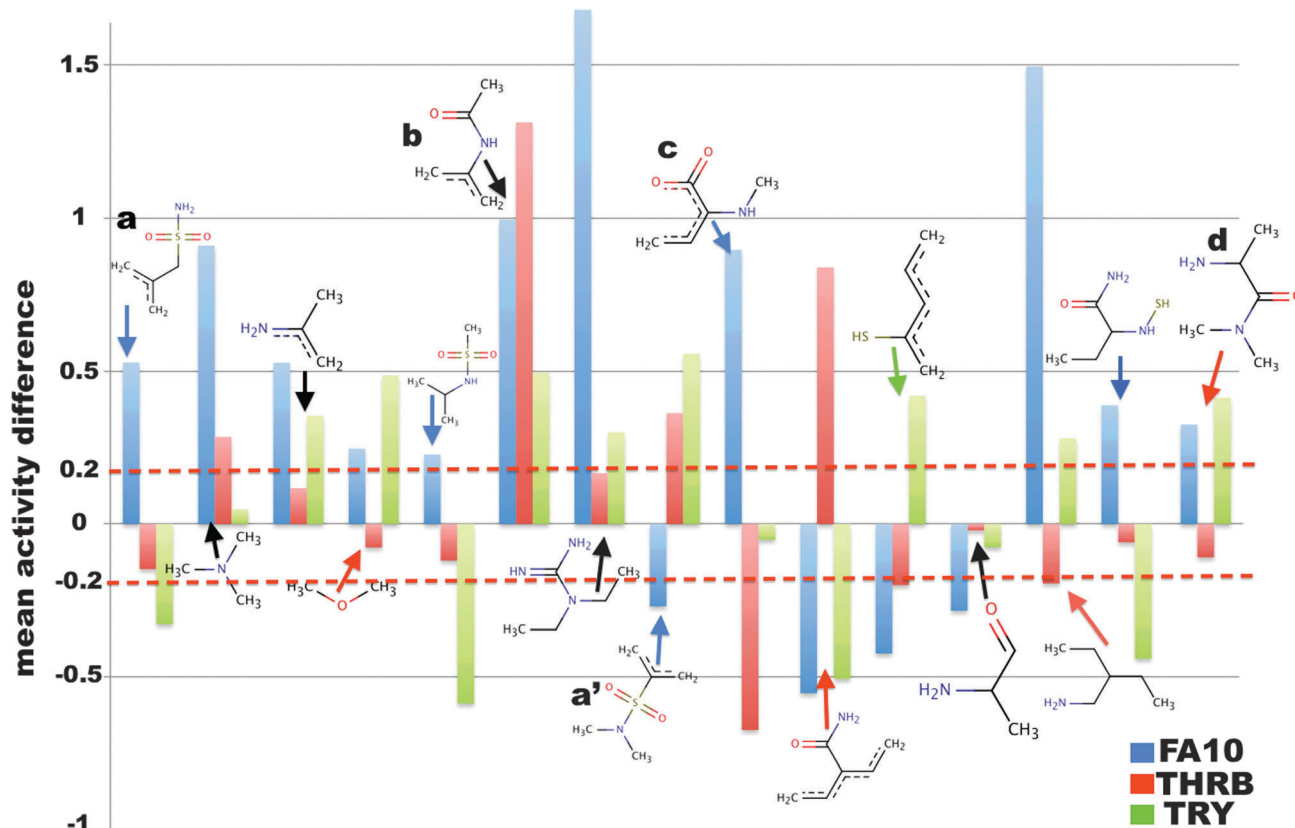 mean activity difference
1.5
1
0.5
0.2
0
-0.2
-0.5
-1
a
NH₂
O S O
H₂C
CH₂
H₂N
CH₃
CH₂
CH₃
O S O
NH
H₃C
CH₃
b
CH₃
O
NH
H₂C
CH₂
c
O
O
CH₃
NH
H₂C
CH₂
HS
CH₂
NH₂
SH
O
NH
CH₃
d
CH₃
H₂N
O
H₃C N
CH₃
CH₃
H₃C N
CH₃
H₃C O CH₃
NH₂
NH
N
CH₃
H₃C
a’
H₂C
CH₂
O
S
O
H₃C N
CH₃
NH₂
O
CH₂
H₂C
O
H₂N
CH₃
H₃C
CH₃
H₂N
FA10
THRB
TRY